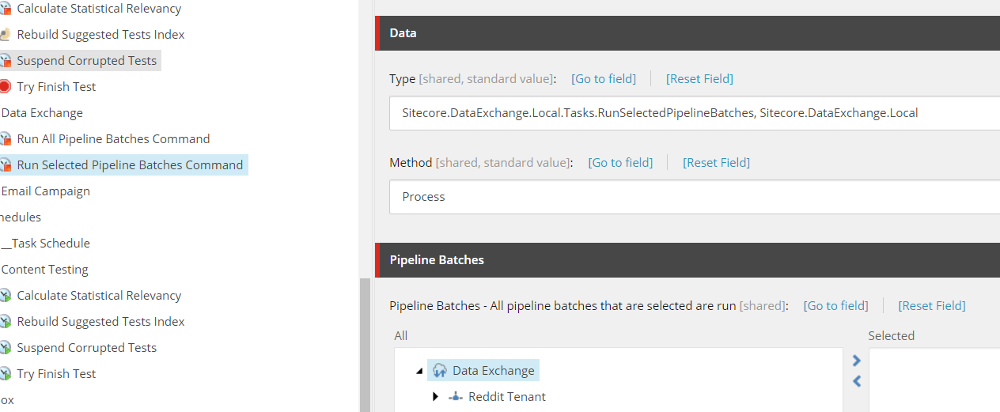 Calculate Statistical Relevancy
Rebuild Suggested Tests Index
Suspend Corrupted Tests
Try Finish Test
Data Exchange
Run All Pipeline Batches Command
Run Selected Pipeline Batches Command
Email Campaign
hedules
__Task Schedule
Content Testing
Calculate Statistical Relevancy
Rebuild Suggested Tests Index
Suspend Corrupted Tests
Try Finish Test
ox
Data
Type [shared, standard value]: [Go to field] [Reset Field]
Sitecore.DataExchange.Local.Tasks.RunSelectedPipelineBatches, Sitecore.DataExchange.Local
Method [shared, standard value]: [Go to field] [Reset Field]
Process
Pipeline Batches
Pipeline Batches - All pipeline batches that are selected are run [shared]: [Go to field] [Reset Field]
All
Selected
Data Exchange
Reddit Tenant